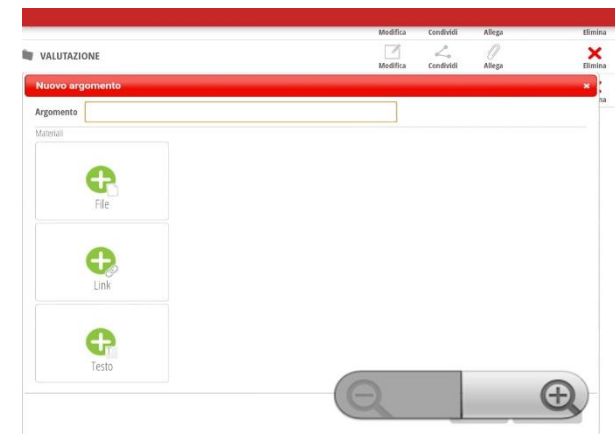 Modifica Condividi Allega Elimina
VALUTAZIONE
Modifica Condividi Allega Elimina
Nuovo argomento
Argomento
Materiali
File
Link
Testo